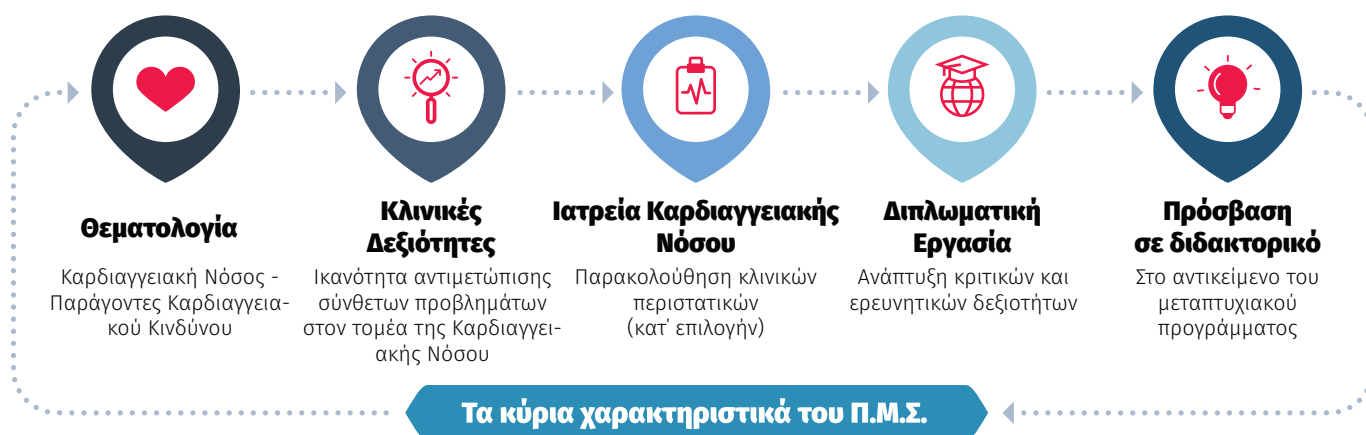 Θεματολογία
Καρδιαγγειακή Νόσος -
Παράγοντες Καρδιαγγεια-
κού Κινδύνου
Κλινικές
Δεξιότητες
Ικανότητα αντιμετώπισης
σύνθετων προβλημάτων
στον τομέα της Καρδιαγγει-
ακής Νόσου
Ιατρεία Καρδιαγγειακής
Νόσου
Παρακολούθηση κλινικών
περιστατικών
(κατ' επιλογήν)
Διπλωματική
Εργασία
Ανάπτυξη κριτικών και
ερευνητικών δεξιοτήτων
Πρόσβαση
σε διδακτορικό
Στο αντικείμενο του
μεταπτυχιακού
προγράμματος
Τα κύρια χαρακτηριστικά του Π.Μ.Σ.